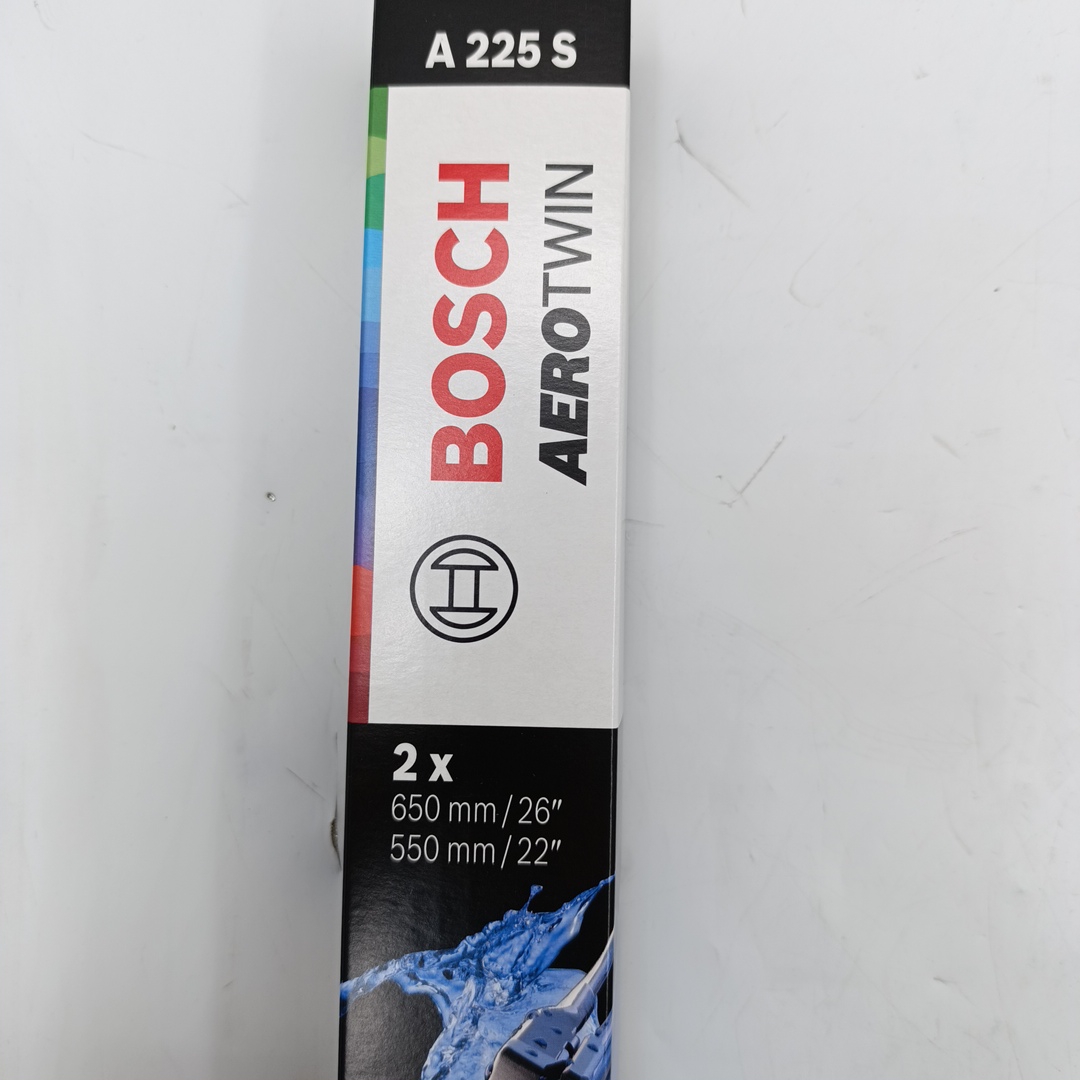 A 225 S
BOSCH
AEROTWIN
2 x
650 mm / 26″
550 mm / 22″